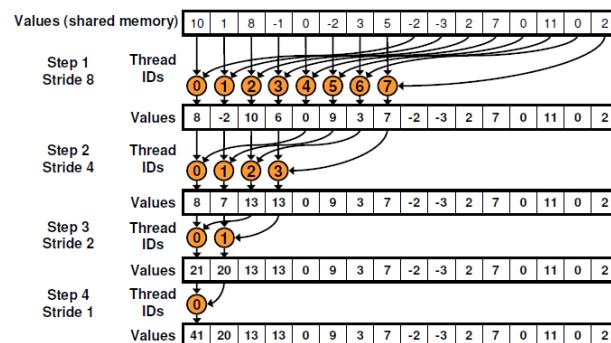 Values (shared memory) 10 1 8 -1 0 -2 3 5 -2 -3 2 7 0 11 0 2
Step 1 Thread
Stride 8 IDs 0 1 2 3 4 5 6 7
Values 8 -2 10 6 0 9 3 7 -2 -3 2 7 0 11 0 2
Step 2 Thread
Stride 4 IDs 0 1 2 3
Values 8 7 13 13 0 9 3 7 -2 -3 2 7 0 11 0 2
Step 3 Thread
Stride 2 IDs 0 1
Values 21 20 13 13 0 9 3 7 -2 -3 2 7 0 11 0 2
Step 4 Thread
Stride 1 IDs 0
Values 41 20 13 13 0 9 3 7 -2 -3 2 7 0 11 0 2